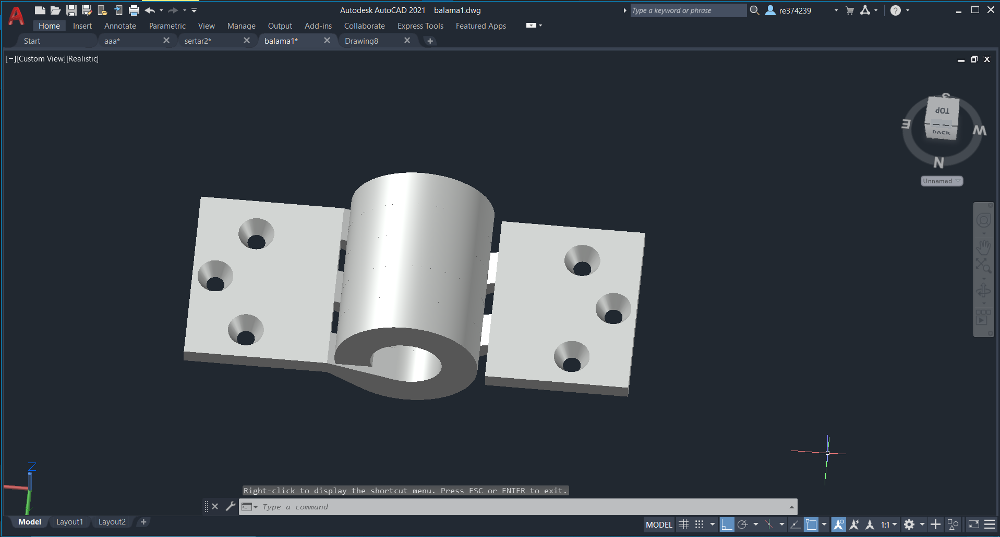 Autodesk AutoCAD 2021 balama1.dwg
Type a keyword or phrase
re374239
Home Insert Annotate Parametric View Manage Output Add-ins Collaborate Express Tools Featured Apps
Start aaa* sertar2* balama1* Drawing8
[−][Custom View][Realistic]
S
TOP
E W
BACK
N
Unnamed
Z
Right-click to display the shortcut menu. Press ESC or ENTER to exit.
Type a command
Model Layout1 Layout2
MODEL 1:1